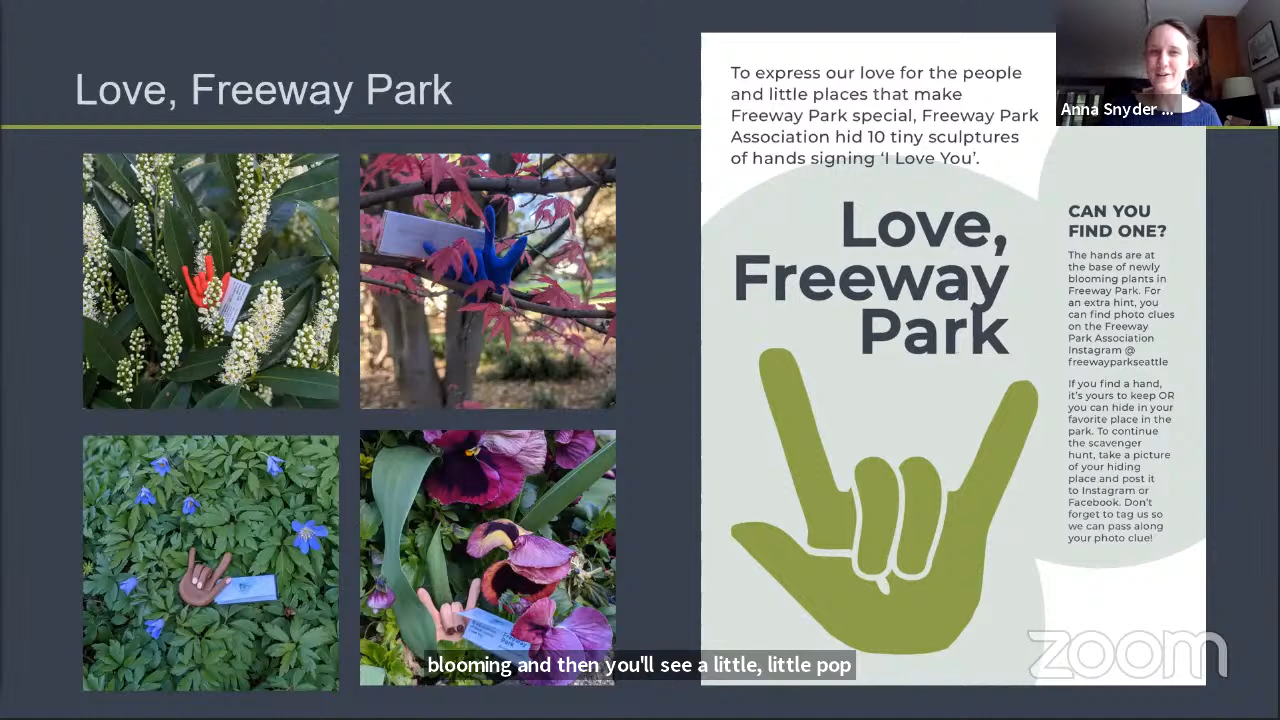 Love, Freeway Park
To express our love for the people
and little places that make
Freeway Park special, Freeway Park
Association hid 10 tiny sculptures
of hands signing ‘I Love You’.
Anna Snyder ...
Love,
Freeway
Park
CAN YOU
FIND ONE?
The hands are at
the base of newly
blooming plants in
Freeway Park. For
an extra hint, you
can find photo clues
on the Freeway
Park Association
Instagram @
freewayparkseattle
If you find a hand,
it's yours to keep OR
you can hide in your
favorite place in the
park. To continue
the scavenger
hunt, take a picture
of your hiding
place and post it
to Instagram or
Facebook. Don't
forget to tag us so
we can pass along
your photo clue!
blooming and then you'll see a little, little pop
zoom